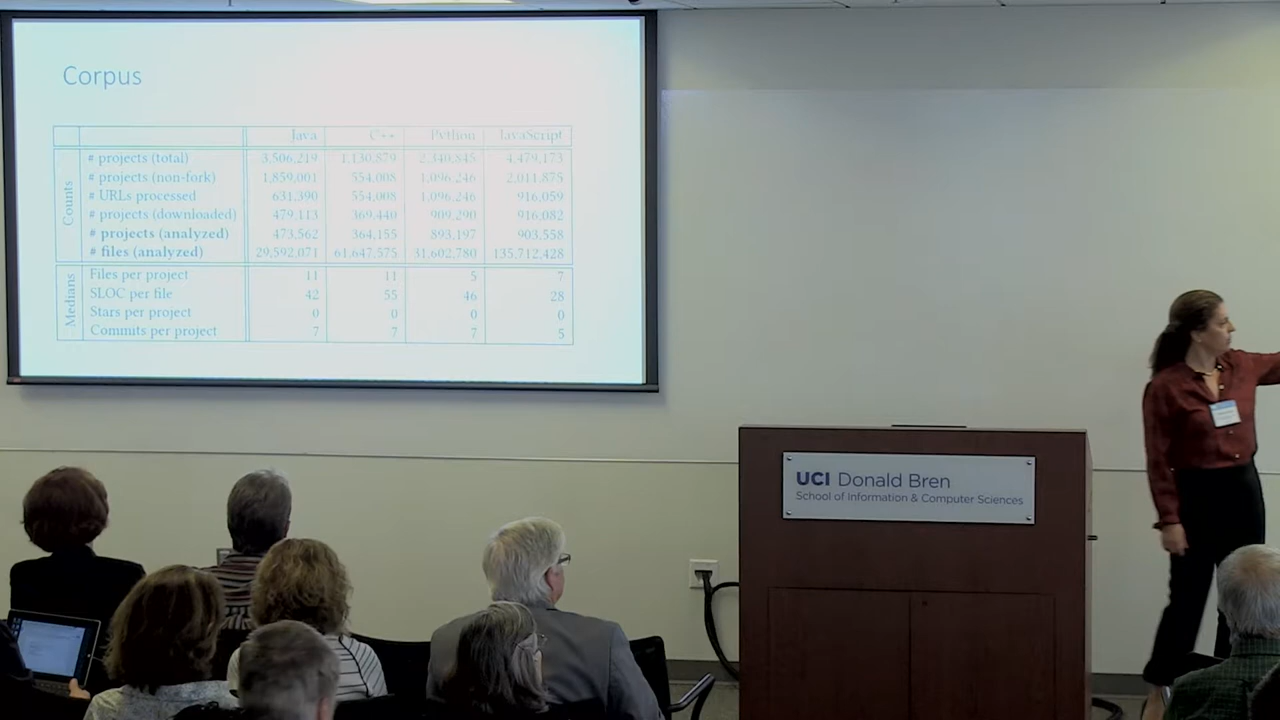 Corpus
Java C++ Python JavaScript
Counts
# projects (total) 3,506,219 1,130,879 2,340,845 4,479,173
# projects (non-fork) 1,859,001 554,008 1,096,246 2,011,875
# URLs processed 631,390 554,008 1,096,246 916,059
# projects (downloaded) 479,113 369,440 909,290 916,082
# projects (analyzed) 473,562 364,155 893,197 903,558
# files (analyzed) 29,592,071 61,647,575 31,602,780 135,712,428
Medians
Files per project 11 11 5 7
SLOC per file 42 55 46 28
Stars per project 0 0 0 0
Commits per project 7 7 7 5
UCI Donald Bren
School of Information & Computer Sciences